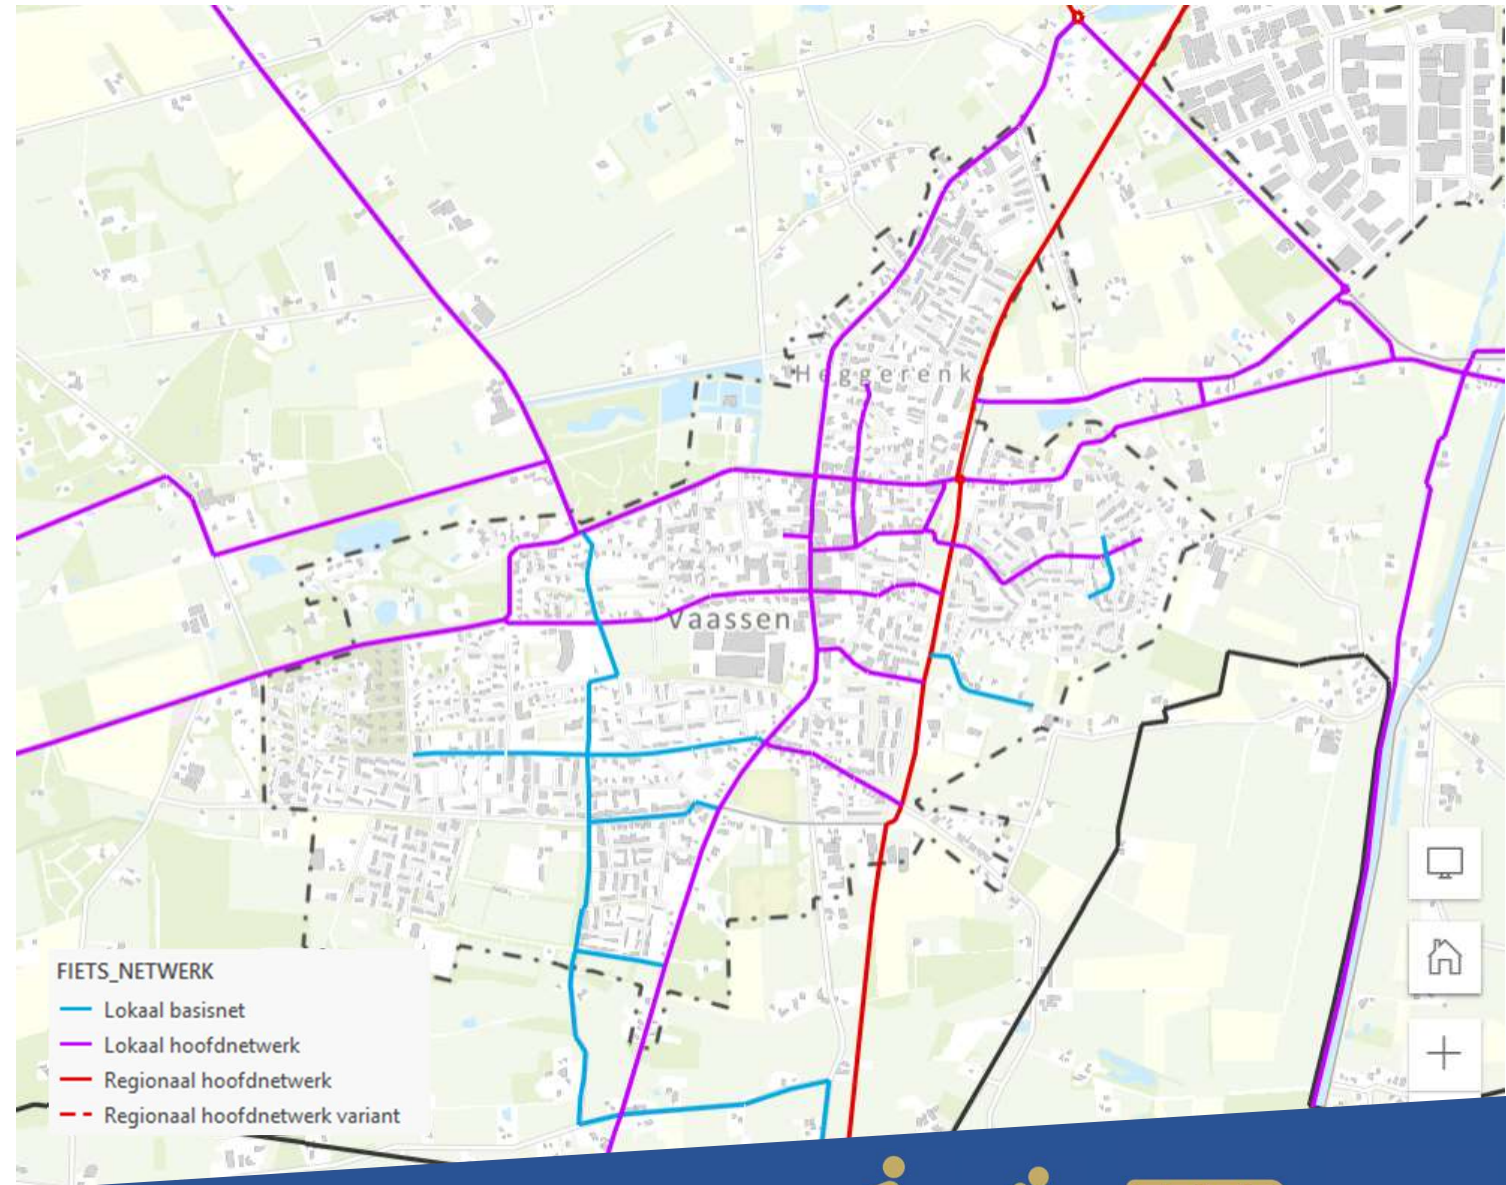 Heggerenk
Vaassen
FIETS_NETWERK
Lokaal basisnet
Lokaal hoofdnetwerk
Regionaal hoofdnetwerk
Regionaal hoofdnetwerk variant